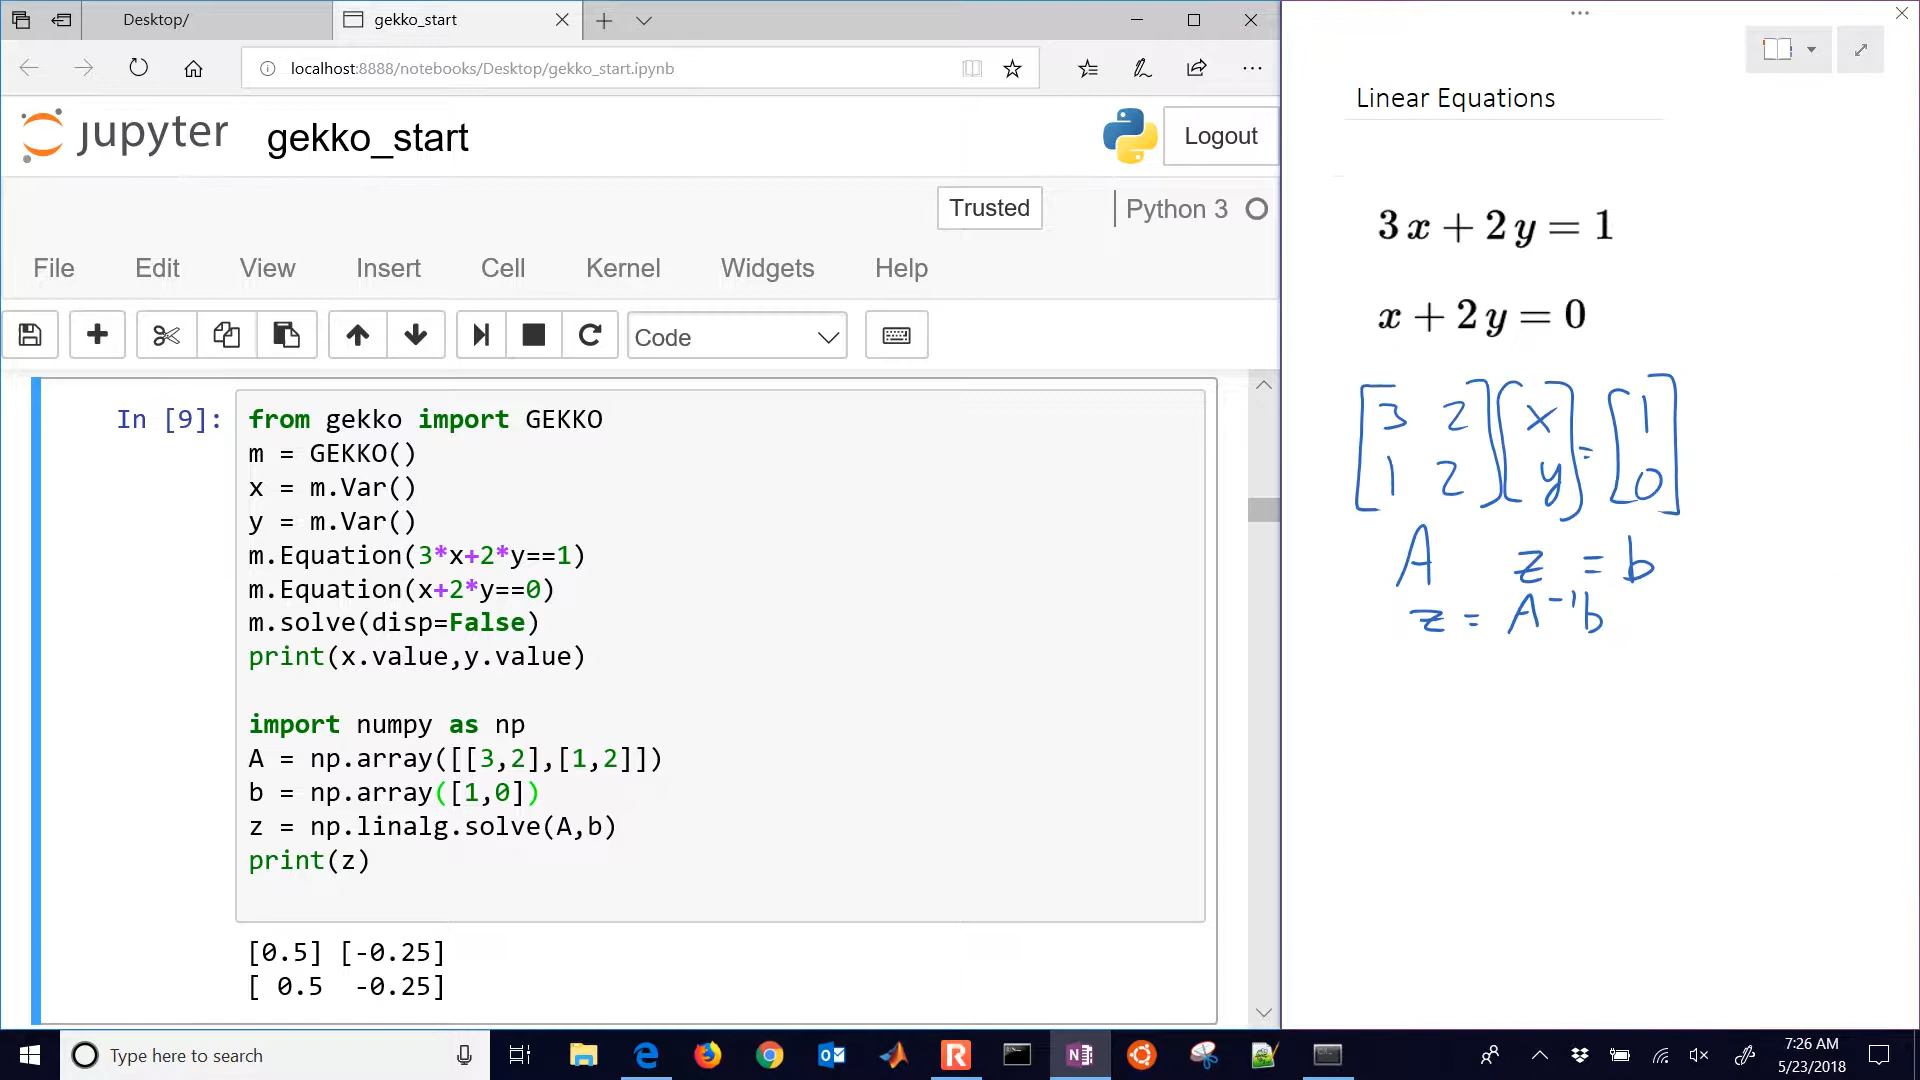 Desktop/
gekko_start
localhost:8888/notebooks/Desktop/gekko_start.ipynb
jupyter gekko_start
Logout
Trusted
Python 3
File Edit View Insert Cell Kernel Widgets Help
Code
In [9]:
from gekko import GEKKO
m = GEKKO()
x = m.Var()
y = m.Var()
m.Equation(3*x+2*y==1)
m.Equation(x+2*y==0)
m.solve(disp=False)
print(x.value,y.value)
import numpy as np
A = np.array([[3,2],[1,2]])
b = np.array([1,0])
z = np.linalg.solve(A,b)
print(z)
[0.5] [-0.25]
[ 0.5  -0.25]
Linear Equations
3 x + 2 y = 1
x + 2 y = 0
[3 2] [x] = [1]
[1 2] [y] [0]
A z = b
z = A⁻¹b
Type here to search
7:26 AM
5/23/2018